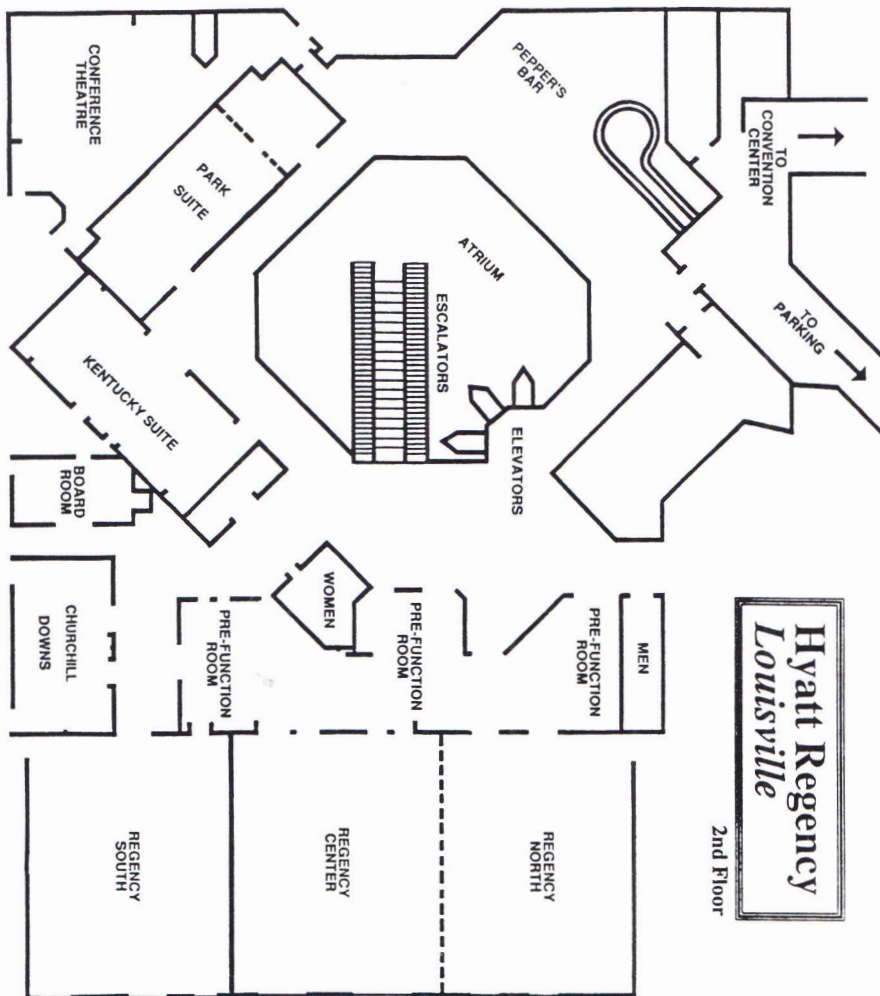 Hyatt Regency
Louisville
2nd Floor
TO
CONVENTION
CENTER
TO
PARKING
PEPPER'S
BAR
ATRIUM
ESCALATORS
ELEVATORS
CONFERENCE
THEATRE
PARK
SUITE
KENTUCKY SUITE
BOARD
ROOM
CHURCHILL
DOWNS
WOMEN
MEN
PRE-FUNCTION
ROOM
PRE-FUNCTION
ROOM
PRE-FUNCTION
ROOM
REGENCY
NORTH
REGENCY
CENTER
REGENCY
SOUTH